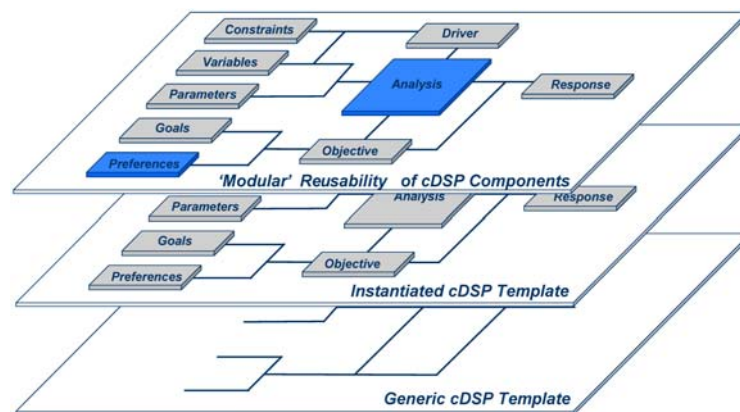 Constraints
Driver
Variables
Analysis
Response
Parameters
Goals
Objective
Preferences
'Modular' Reusability of cDSP Components
Parameters
Analysis
Response
Goals
Objective
Preferences
Instantiated cDSP Template
Generic cDSP Template